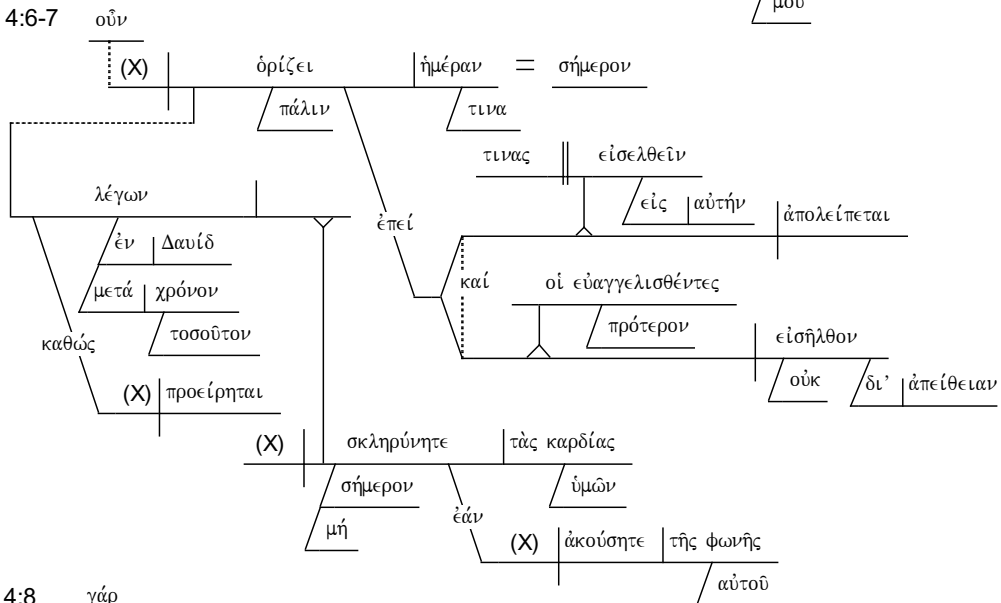 μου
4:6-7 οὖν
(X) ὁρίζει ἡμέραν = σήμερον
πάλιν τινα
τινας εἰσελθεῖν
λέγων εἰς αὐτήν ἀπολείπεται
ἐπεί
ἐν Δαυίδ
καί οἱ εὐαγγελισθέντες
μετά χρόνον
πρότερον
τοσοῦτον εἰσῆλθον
καθώς
οὐκ δι’ ἀπείθειαν
(X) προείρηται
(X) σκληρύνητε τὰς καρδίας
σήμερον ὑμῶν
ἐάν
μή
(X) ἀκούσητε τῆς φωνῆς
αὐτοῦ
4:8 γάρ